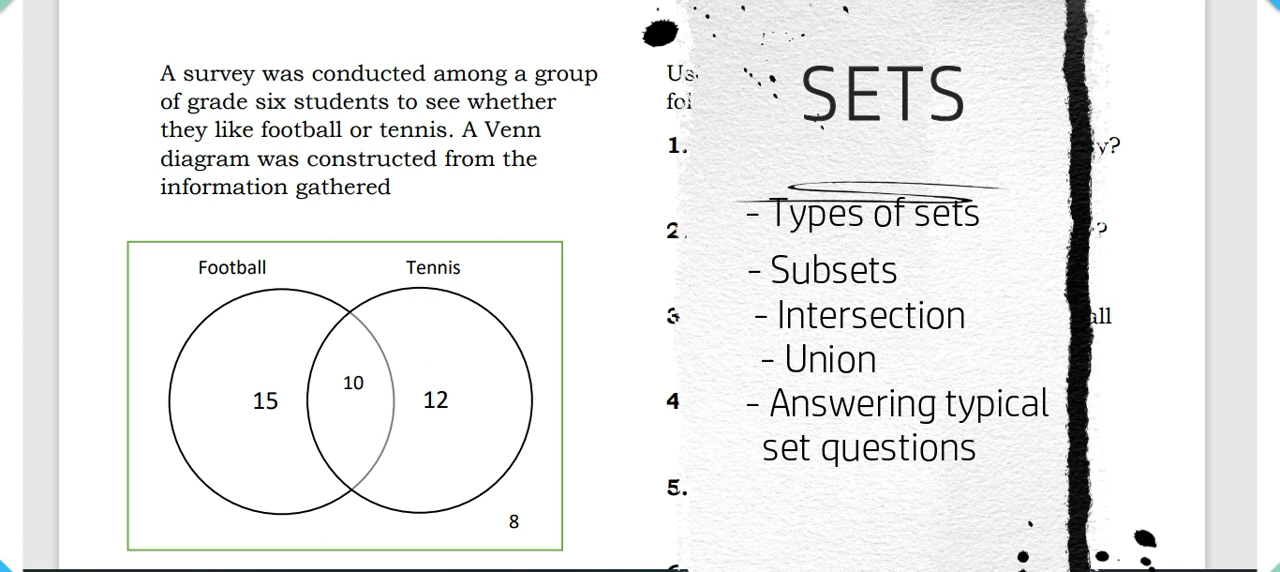 A survey was conducted among a group
of grade six students to see whether
they like football or tennis. A Venn
diagram was constructed from the
information gathered
Football
Tennis
15
10
12
8
1.
2.
3
4
5.
SETS
- Types of sets
- Subsets
- Intersection
- Union
- Answering typical
set questions